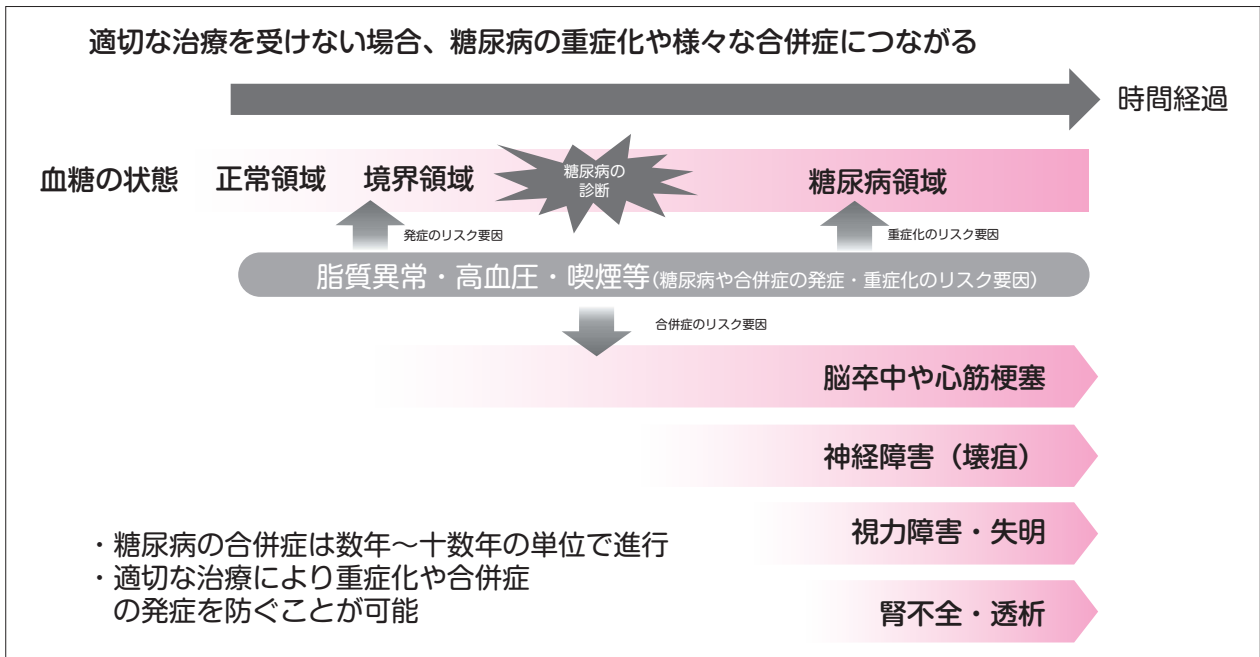 適切な治療を受けない場合、糖尿病の重症化や様々な合併症につながる
時間経過
血糖の状態
正常領域
境界領域
糖尿病の
診断
糖尿病領域
発症のリスク要因
重症化のリスク要因
脂質異常・高血圧・喫煙等(糖尿病や合併症の発症・重症化のリスク要因)
合併症のリスク要因
脳卒中や心筋梗塞
神経障害（壊疽）
視力障害・失明
腎不全・透析
・糖尿病の合併症は数年～十数年の単位で進行
・適切な治療により重症化や合併症
の発症を防ぐことが可能